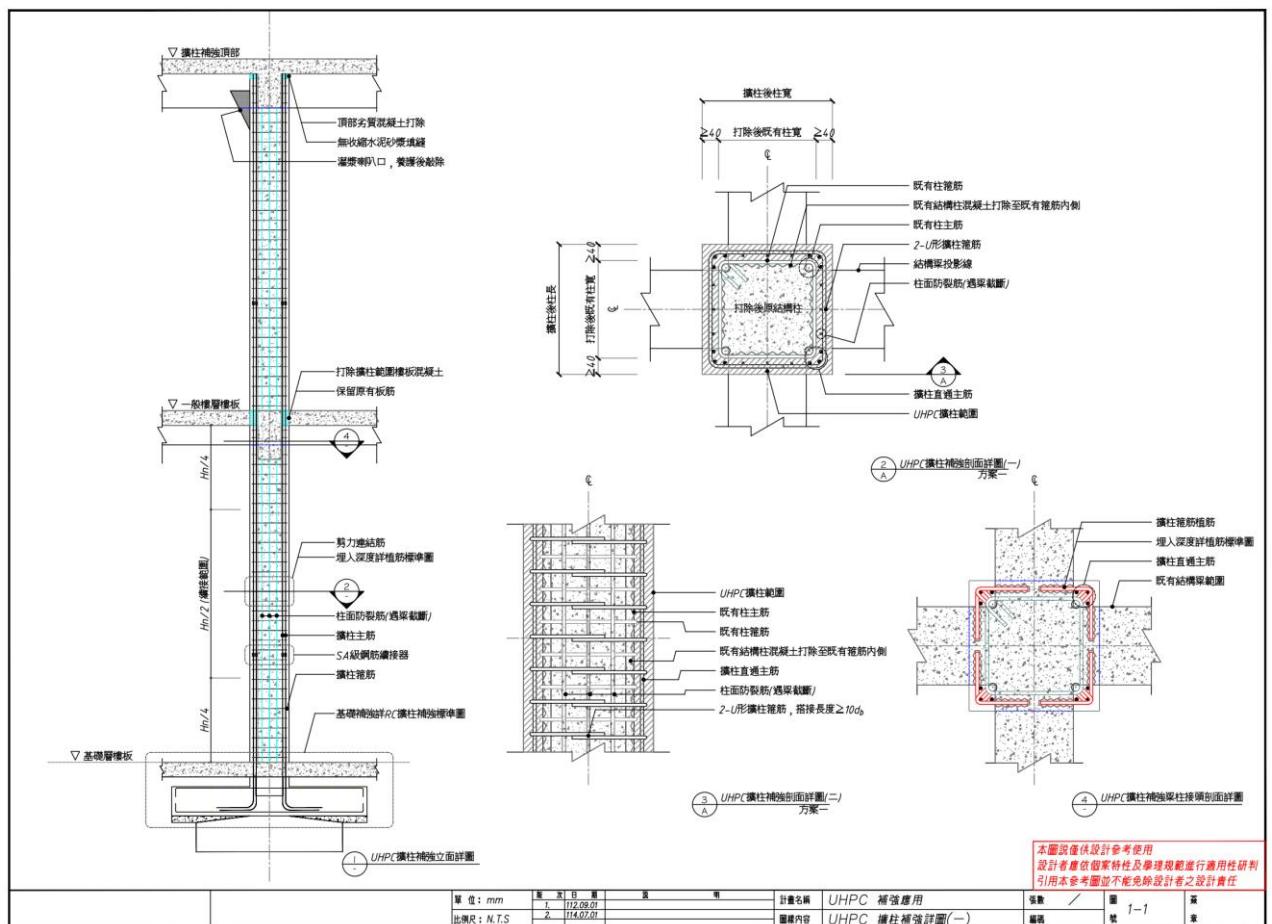 ▽ 擴柱補強頂部
頂部劣質混凝土打除
無收縮水泥砂漿填縫
灌漿喇叭口，養護後敲除
打除擴柱範圍樓板混凝土
保留原有板筋
▽ 一般樓層樓板
4
-
Hn/4
剪力連結筋
埋入深度詳植筋標準圖
2
-
Hn/2 (續接範圍)
柱面防裂筋(遇梁截斷)
擴柱主筋
SA級鋼筋續接器
擴柱箍筋
Hn/4
基礎補強詳RC擴柱補強標準圖
▽ 基礎層樓板
1
-
UHPC擴柱補強立面詳圖
擴柱後柱寬
≥40
打除後既有柱寬
≥40
℄
既有柱箍筋
既有結構柱混凝土打除至既有箍筋內側
既有柱主筋
2-U形擴柱箍筋
結構梁投影線
柱面防裂筋(遇梁截斷)
擴柱後柱長
≥40
打除後既有柱寬
≥40
℄
打除後原結構柱
3
A
擴柱直通主筋
UHPC擴柱範圍
2
A
UHPC擴柱補強剖面詳圖(一)
方案一
℄
UHPC擴柱範圍
既有柱主筋
既有柱箍筋
既有結構柱混凝土打除至既有箍筋內側
擴柱直通主筋
柱面防裂筋(遇梁截斷)
2-U形擴柱箍筋，搭接長度≥10db
3
A
UHPC擴柱補強剖面詳圖(二)
方案一
℄
擴柱箍筋植筋
埋入深度詳植筋標準圖
擴柱直通主筋
既有結構梁範圍
4
-
UHPC擴柱補強梁柱接頭剖面詳圖
本圖說僅供設計參考使用
設計者應依個案特性及學理規範進行適用性研判
引用本參考圖並不能免除設計者之設計責任
單 位：mm
比例尺：N.T.S
版 次 日 期 說 明
1. 112.09.01
2. 114.07.01
計畫名稱 UHPC 補強應用
圖樣內容 UHPC 擴柱補強詳圖(一)
張數 /
編碼
圖號 1-1
簽章